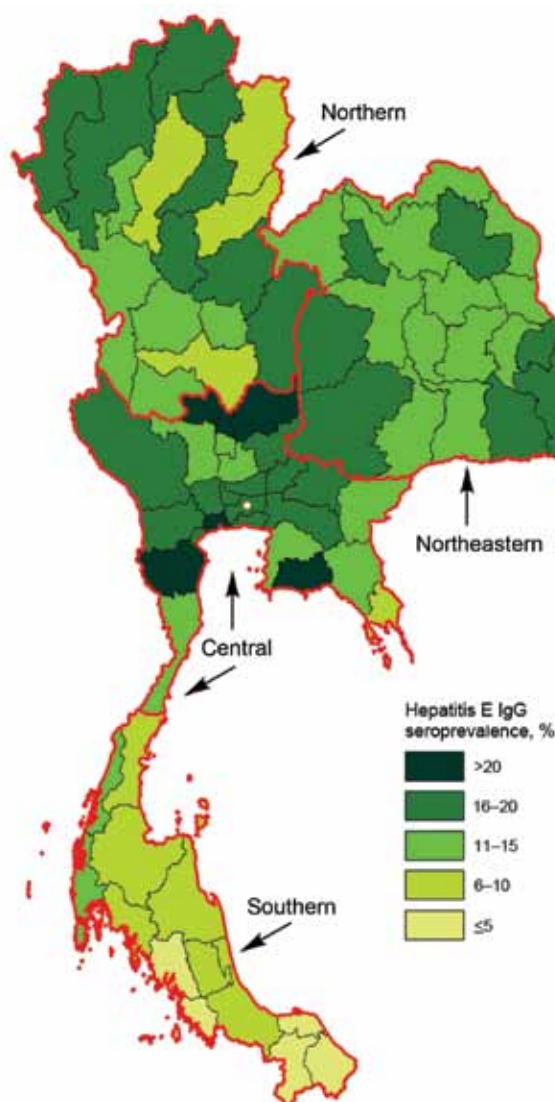 Northern
Northeastern
Central
Hepatitis E IgG
seroprevalence, %
>20
16–20
11–15
6–10
≤5
Southern